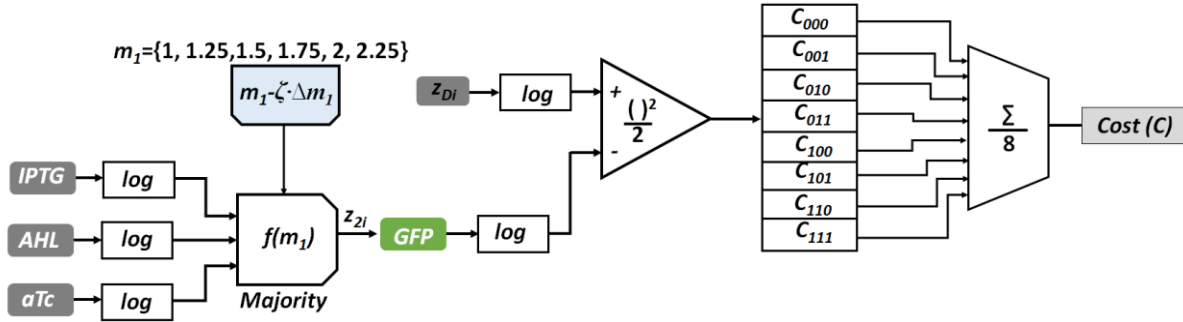 m₁={1, 1.25,1.5, 1.75, 2, 2.25}
m₁-ζ·Δm₁
IPTG
log
AHL
log
aTc
log
f(m₁)
Majority
z₂ᵢ
GFP
log
z_Di
log
+
( )²
2
-
C₀₀₀
C₀₀₁
C₀₁₀
C₀₁₁
C₁₀₀
C₁₀₁
C₁₁₀
C₁₁₁
Σ
8
Cost (C)